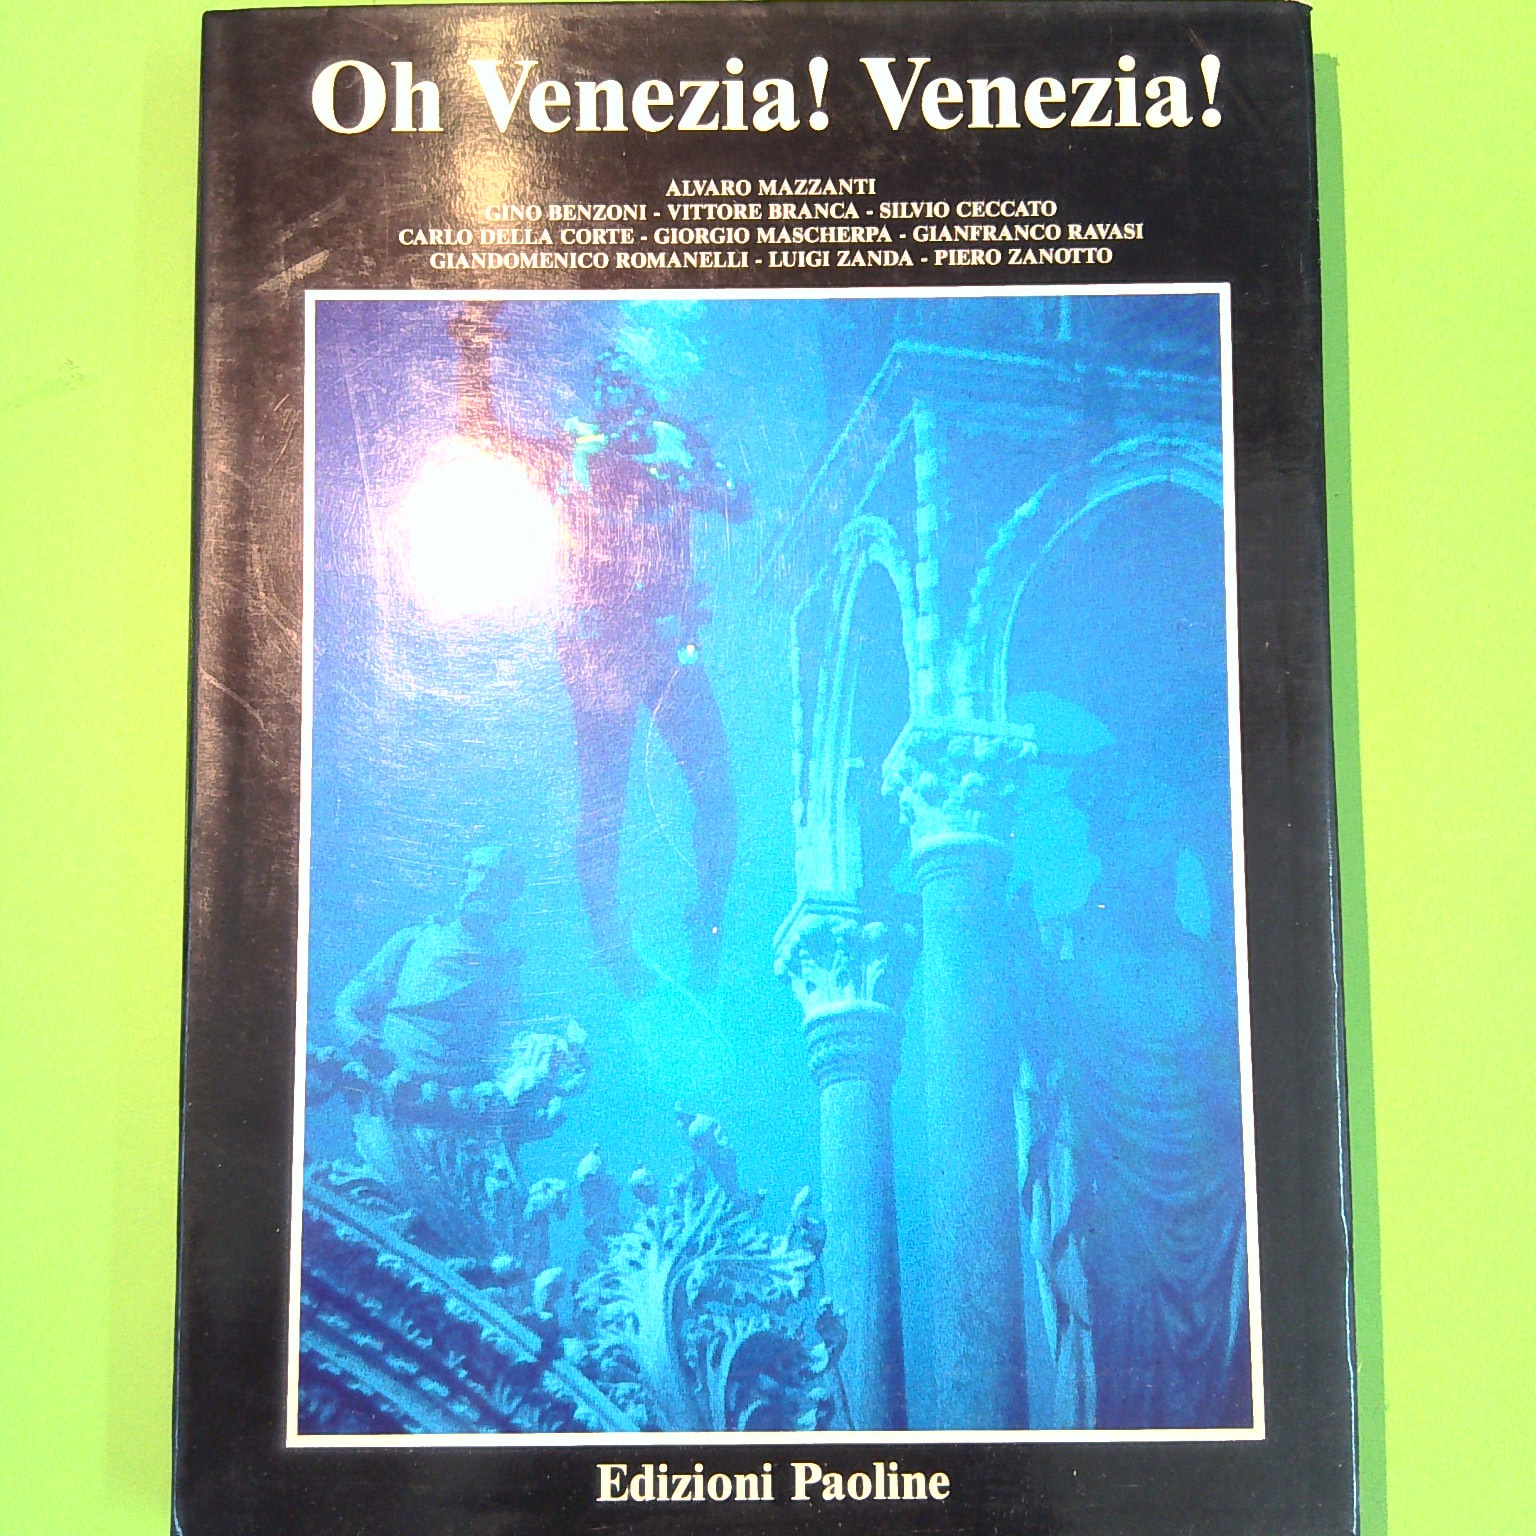 Oh Venezia! Venezia!
ALVARO MAZZANTI
GINO BENZONI - VITTORE BRANCA - SILVIO CECCATO
CARLO DELLA CORTE - GIORGIO MASCHERPA - GIANFRANCO RAVASI
GIANDOMENICO ROMANELLI - LUIGI ZANDA - PIERO ZANOTTO
Edizioni Paoline